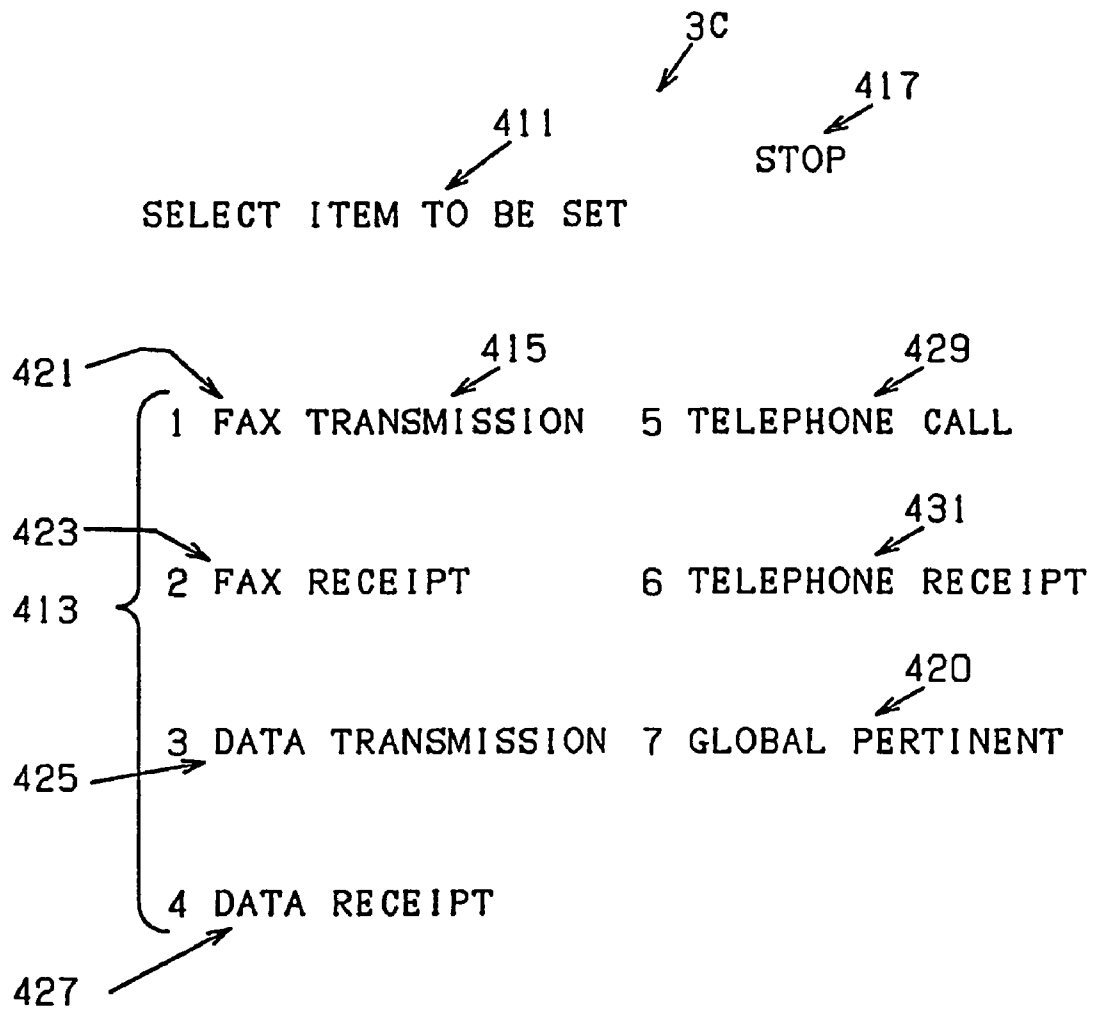 3C
417
411
STOP
SELECT ITEM TO BE SET
421 415 429
1 FAX TRANSMISSION 5 TELEPHONE CALL
423 431
2 FAX RECEIPT 6 TELEPHONE RECEIPT
413
420
3 DATA TRANSMISSION 7 GLOBAL PERTINENT
425
4 DATA RECEIPT
427